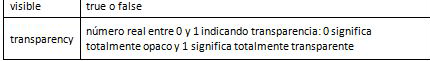 visible true o false
transparency número real entre 0 y 1 indicando transparencia: 0 significa
totalmente opaco y 1 significa totalmente transparente